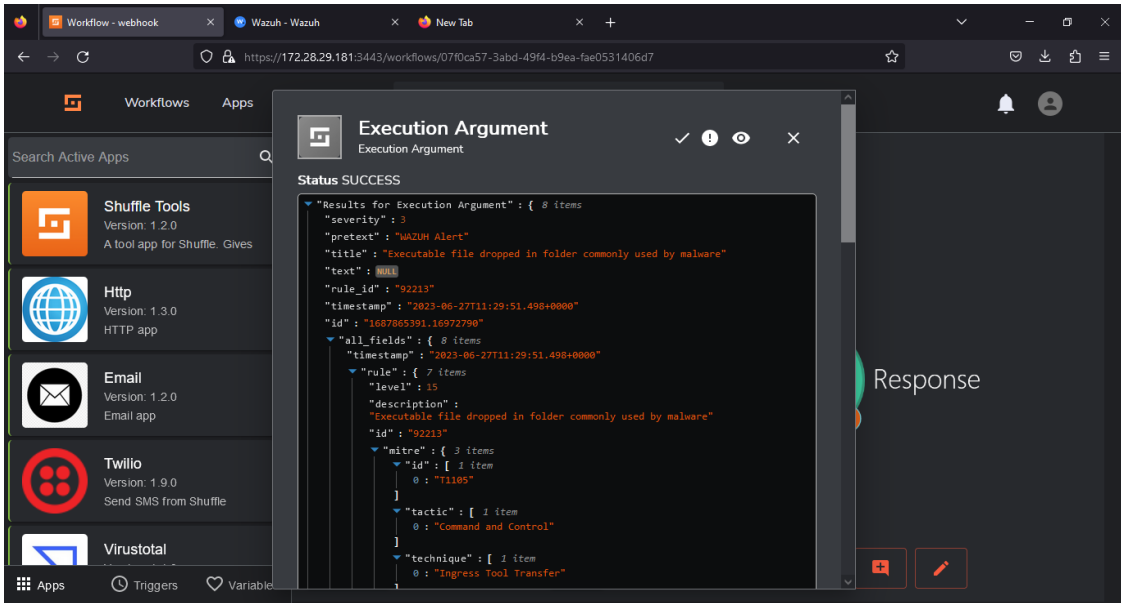 Workflow - webhook
Wazuh - Wazuh
New Tab
https://172.28.29.181:3443/workflows/07f0ca57-3abd-49f4-b9ea-fae0531406d7
Workflows
Apps
Search Active Apps
Shuffle Tools
Version: 1.2.0
A tool app for Shuffle. Gives
Http
Version: 1.3.0
HTTP app
Email
Version: 1.2.0
Email app
Twilio
Version: 1.9.0
Send SMS from Shuffle
Virustotal
Apps
Triggers
Variable
Execution Argument
Execution Argument
Status SUCCESS
"Results for Execution Argument" : { 8 items
"severity" : 3
"pretext" : "WAZUH Alert"
"title" : "Executable file dropped in folder commonly used by malware"
"text" : NULL
"rule_id" : "92213"
"timestamp" : "2023-06-27T11:29:51.498+0000"
"id" : "1687865391.16972790"
"all_fields" : { 8 items
"timestamp" : "2023-06-27T11:29:51.498+0000"
"rule" : { 7 items
"level" : 15
"description" :
"Executable file dropped in folder commonly used by malware"
"id" : "92213"
"mitre" : { 3 items
"id" : [ 1 item
0 : "T1105"
]
"tactic" : [ 1 item
0 : "Command and Control"
]
"technique" : [ 1 item
0 : "Ingress Tool Transfer"
]
Response